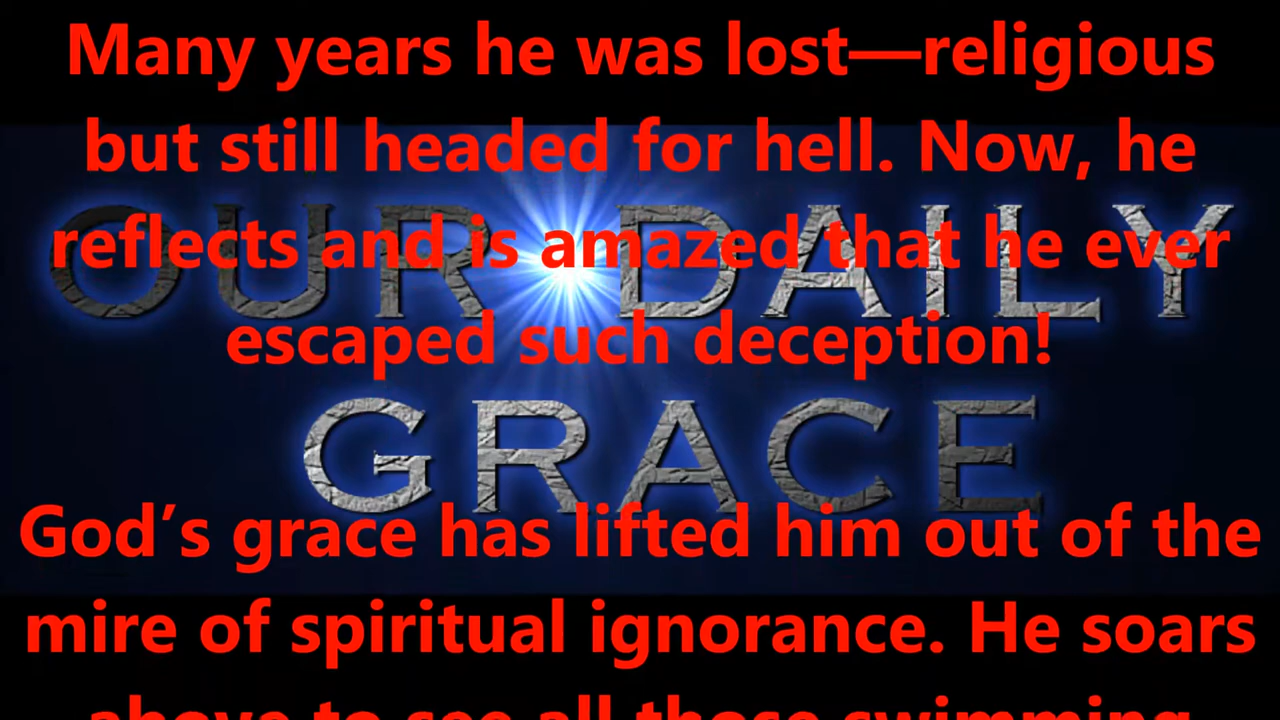 Many years he was lost—religious
but still headed for hell. Now, he
OUR DAILY
reflects and is amazed that he ever
escaped such deception!
GRACE
God’s grace has lifted him out of the
mire of spiritual ignorance. He soars
above to see all those swimming